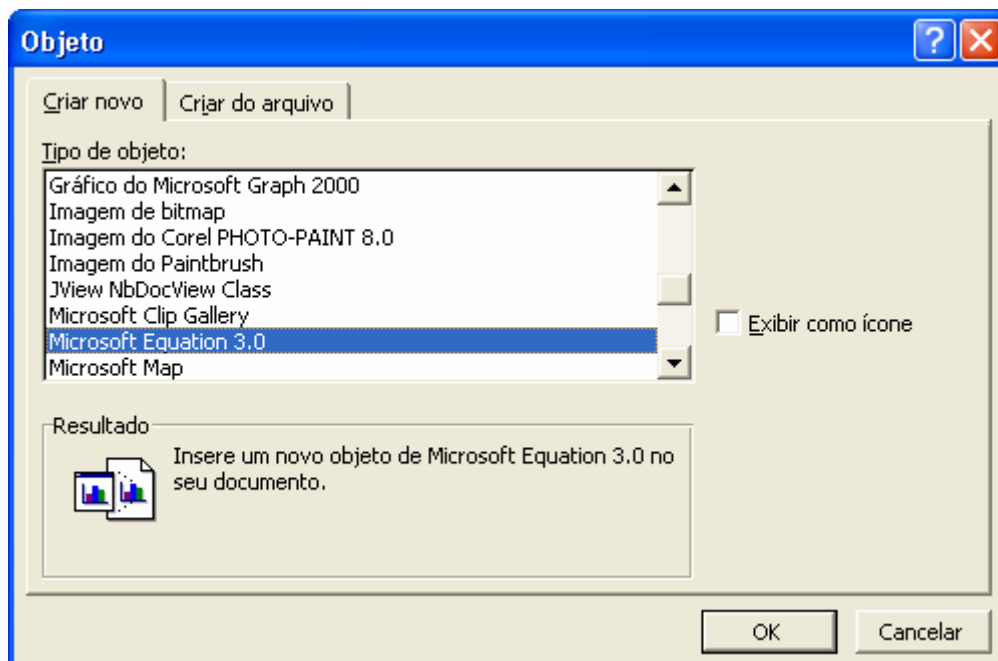 Objeto
Criar novo
Criar do arquivo
Tipo de objeto:
Gráfico do Microsoft Graph 2000
Imagem de bitmap
Imagem do Corel PHOTO-PAINT 8.0
Imagem do Paintbrush
JView NbDocView Class
Microsoft Clip Gallery
Microsoft Equation 3.0
Microsoft Map
Exibir como ícone
Resultado
Insere um novo objeto de Microsoft Equation 3.0 no
seu documento.
OK
Cancelar